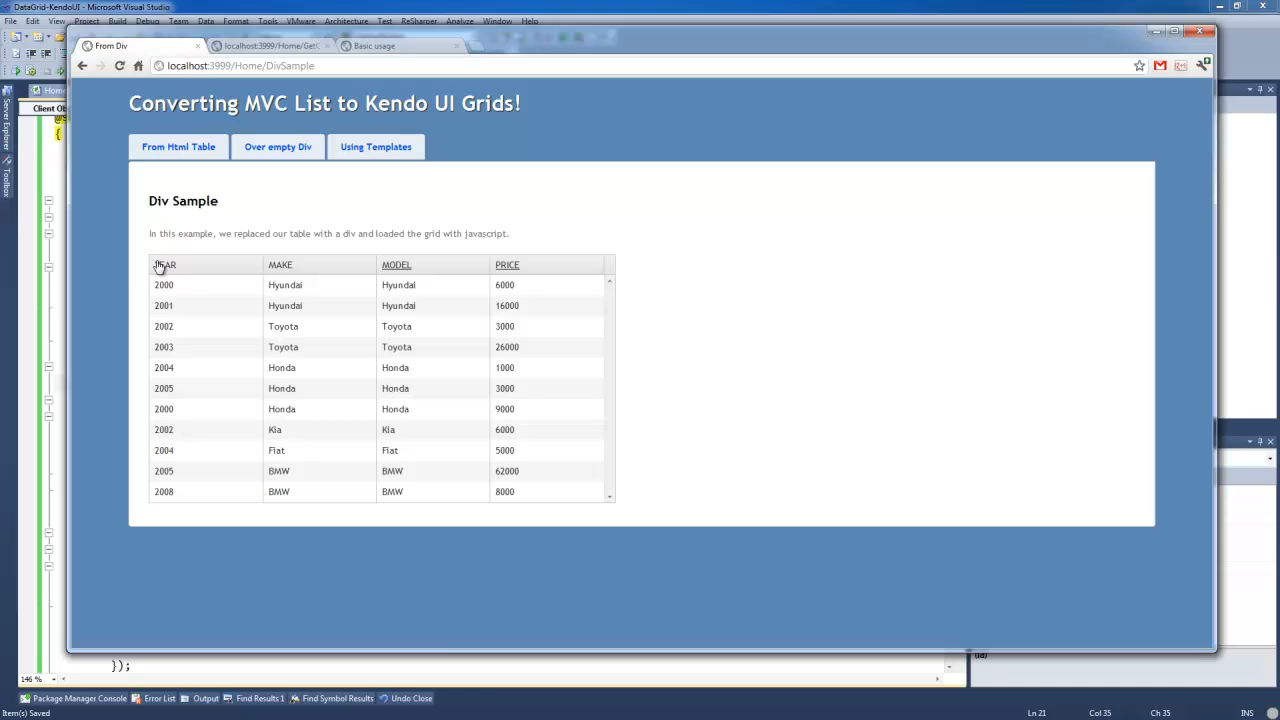 DataGrid-KendoUI - Microsoft Visual Studio
File Edit View Project Build Debug Team Data Format Tools VMware Architecture Test ReSharper Analyze Window Help
From Div
localhost:3999/Home/Get
Basic usage
localhost:3999/Home/DivSample
Server Explorer
Toolbox
Home
Client Ob
{
Converting MVC List to Kendo UI Grids!
From Html Table
Over empty Div
Using Templates
Div Sample
In this example, we replaced our table with a div and loaded the grid with javascript.
MAKE MODEL PRICE
2000 Hyundai Hyundai 6000
2001 Hyundai Hyundai 16000
2002 Toyota Toyota 3000
2003 Toyota Toyota 26000
2004 Honda Honda 1000
2005 Honda Honda 3000
2000 Honda Honda 9000
2002 Kia Kia 6000
2004 Fiat Fiat 5000
2005 BMW BMW 62000
2008 BMW BMW 8000
});
146 %
Package Manager Console Error List Output Find Results 1 Find Symbol Results Undo Close
Item(s) Saved
Ln 21 Col 35 Ch 35 INS